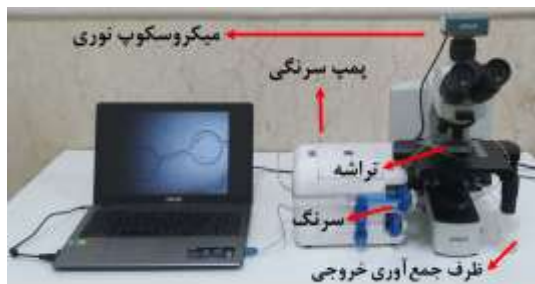 میکروسکوپ نوری
پمپ سرنگی
تراشه
سرنگ
ظرف جمع‌آوری خروجی